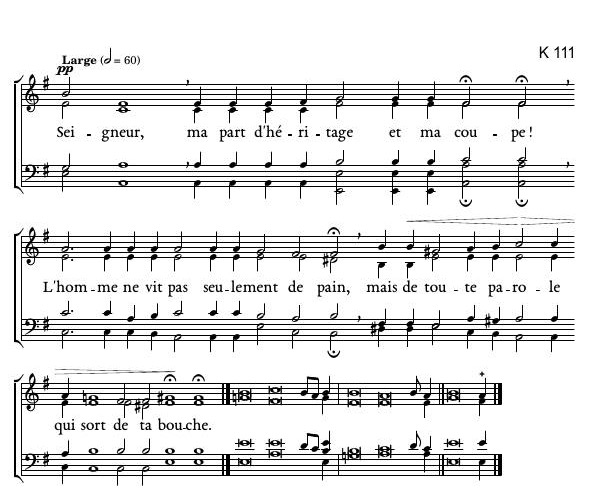 K 111
Large (𝅗𝅥 = 60)
pp
Sei - gneur, ma part d'hé - ri - tage et ma cou - pe!
L'hom - me ne vit pas seu - lement de pain, mais de tou - te pa - ro - le
qui sort de ta bou - che.